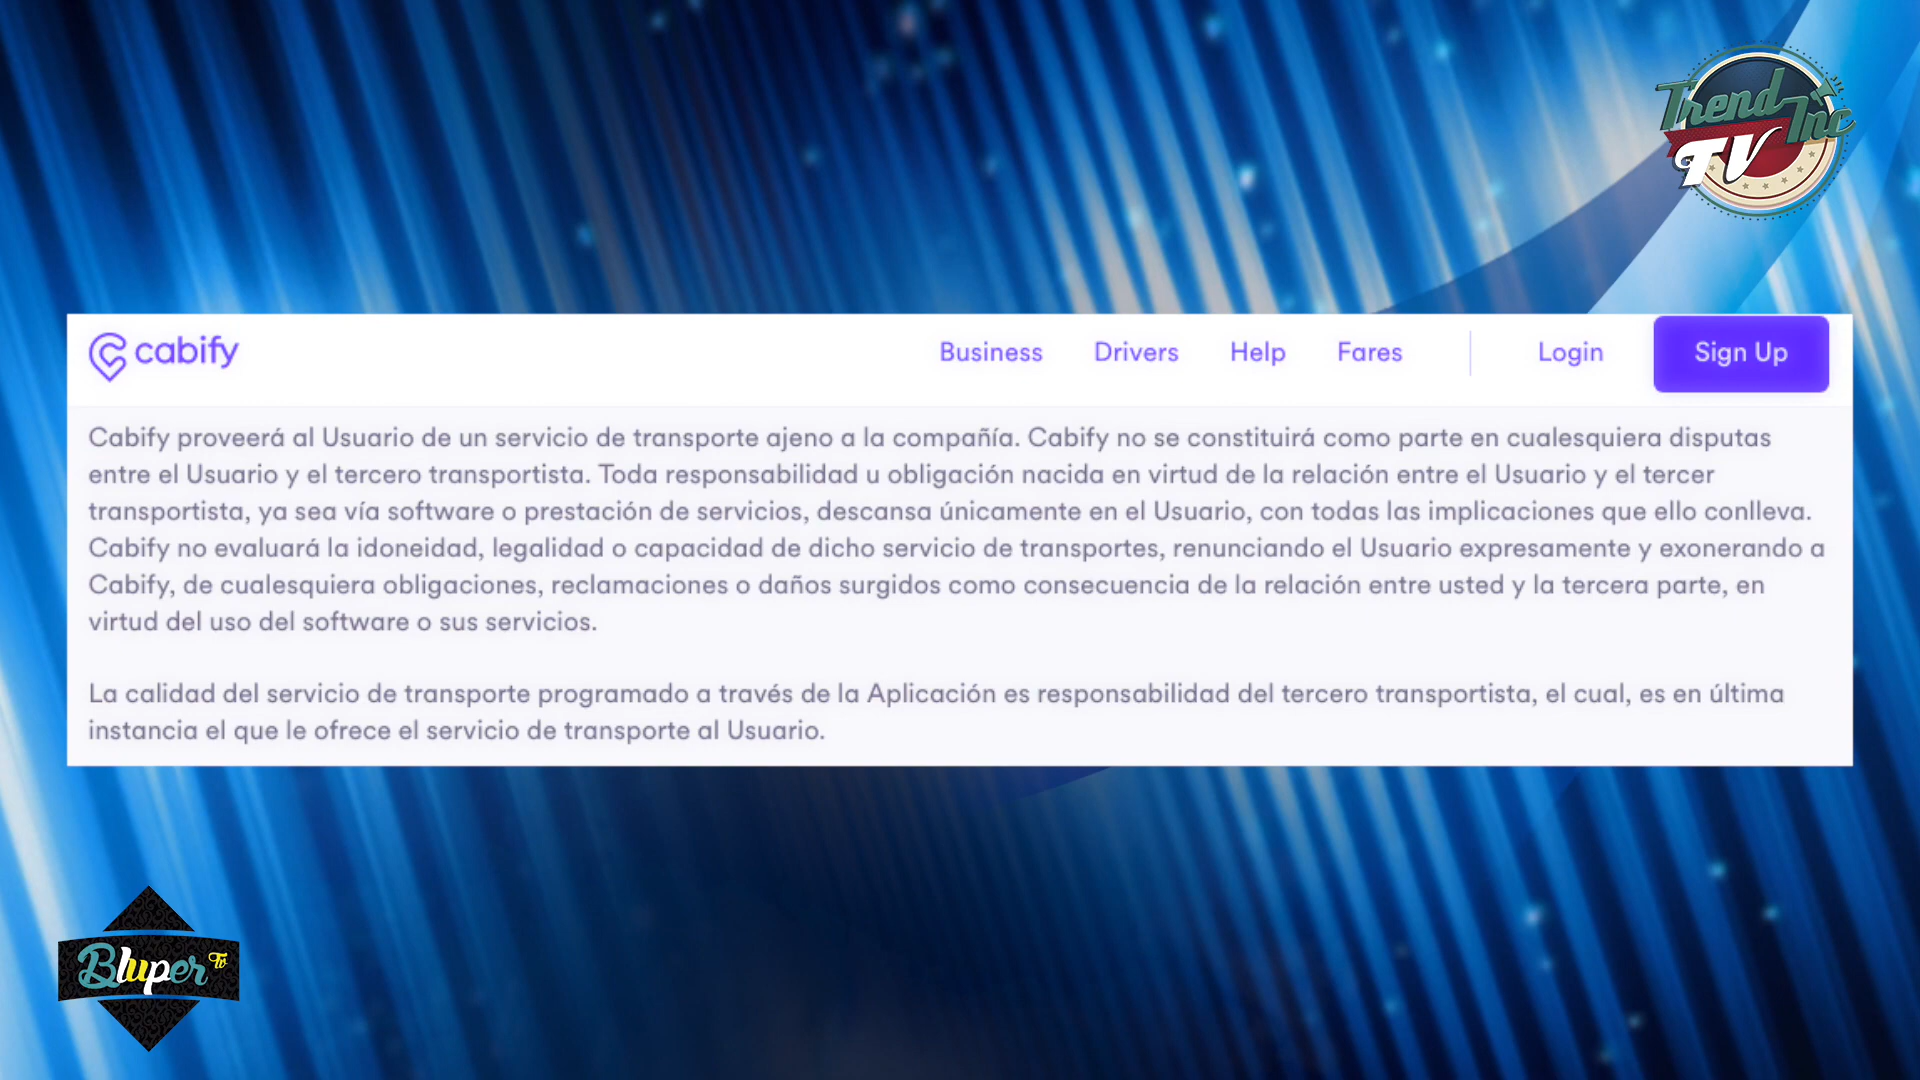 Trend Inc
TV
cabify
Business Drivers Help Fares Login Sign Up
Cabify proveerá al Usuario de un servicio de transporte ajeno a la compañía. Cabify no se constituirá como parte en cualesquiera disputas
entre el Usuario y el tercero transportista. Toda responsabilidad u obligación nacida en virtud de la relación entre el Usuario y el tercer
transportista, ya sea vía software o prestación de servicios, descansa únicamente en el Usuario, con todas las implicaciones que ello conlleva.
Cabify no evaluará la idoneidad, legalidad o capacidad de dicho servicio de transportes, renunciando el Usuario expresamente y exonerando a
Cabify, de cualesquiera obligaciones, reclamaciones o daños surgidos como consecuencia de la relación entre usted y la tercera parte, en
virtud del uso del software o sus servicios.
La calidad del servicio de transporte programado a través de la Aplicación es responsabilidad del tercero transportista, el cual, es en última
instancia el que le ofrece el servicio de transporte al Usuario.
Bluper Tv